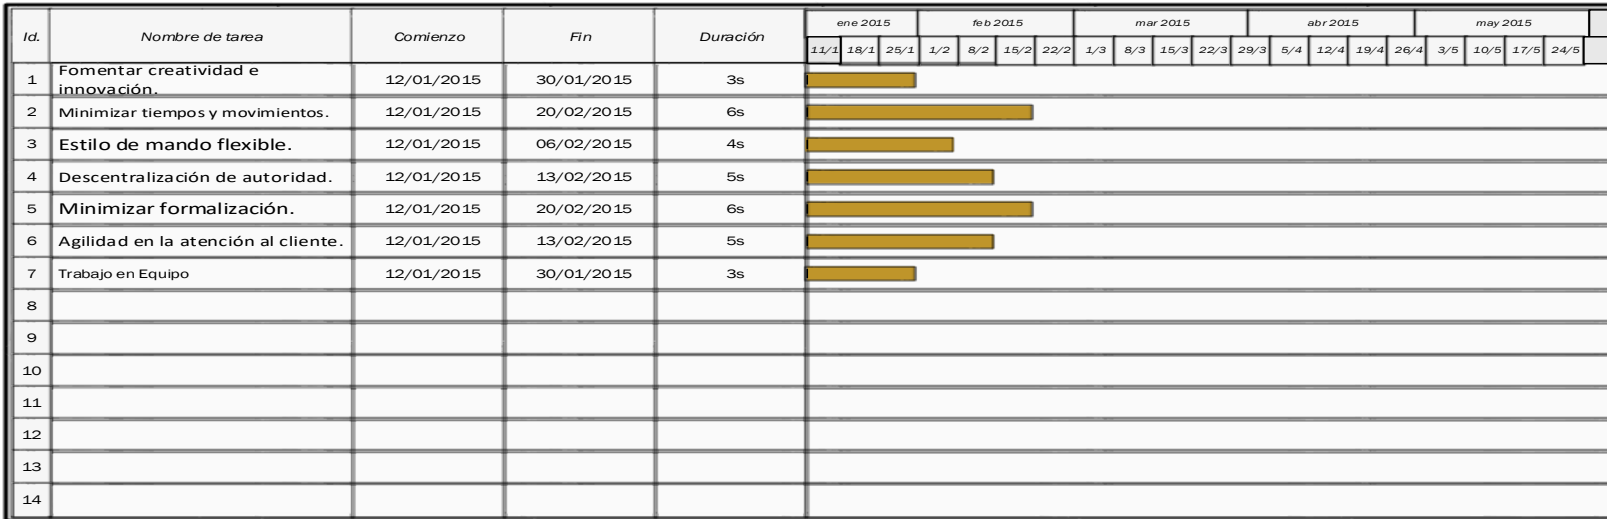 Id. Nombre de tarea Comienzo Fin Duración ene 2015 feb 2015 mar 2015 abr 2015 may 2015
11/1 18/1 25/1 1/2 8/2 15/2 22/2 1/3 8/3 15/3 22/3 29/3 5/4 12/4 19/4 26/4 3/5 10/5 17/5 24/5
1 Fomentar creatividad e
innovación. 12/01/2015 30/01/2015 3s
2 Minimizar tiempos y movimientos. 12/01/2015 20/02/2015 6s
3 Estilo de mando flexible. 12/01/2015 06/02/2015 4s
4 Descentralización de autoridad. 12/01/2015 13/02/2015 5s
5 Minimizar formalización. 12/01/2015 20/02/2015 6s
6 Agilidad en la atención al cliente. 12/01/2015 13/02/2015 5s
7 Trabajo en Equipo 12/01/2015 30/01/2015 3s
8
9
10
11
12
13
14